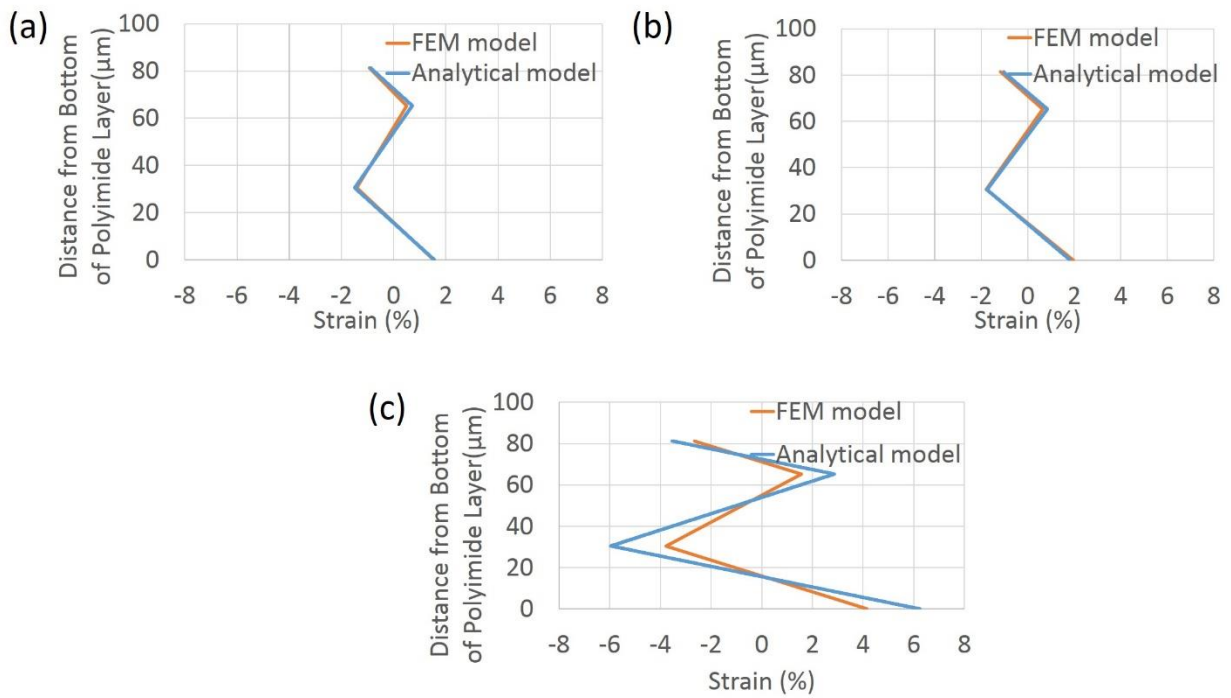 (a)
Distance from Bottom
of Polyimide Layer(μm)
100
80
60
40
20
0
FEM model
Analytical model
-8 -6 -4 -2 0 2 4 6 8
Strain (%)
(b)
Distance from Bottom
of Polyimide Layer(μm)
100
80
60
40
20
0
FEM model
Analytical model
-8 -6 -4 -2 0 2 4 6 8
Strain (%)
(c)
Distance from Bottom
of Polyimide Layer(μm)
100
80
60
40
20
0
FEM model
Analytical model
-8 -6 -4 -2 0 2 4 6 8
Strain (%)